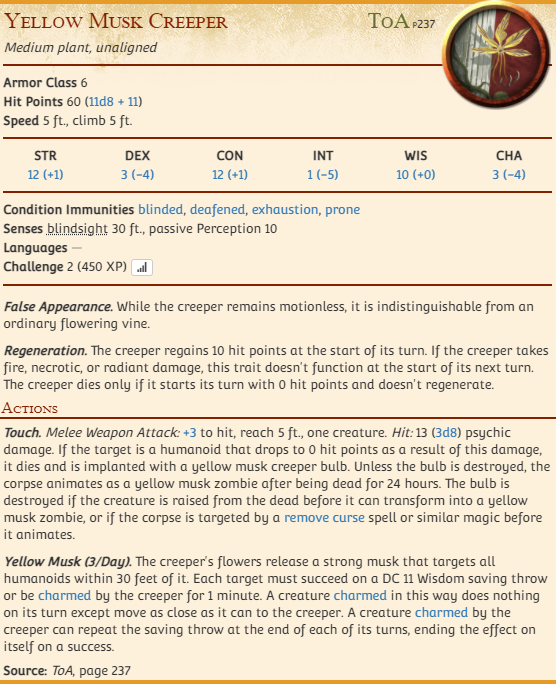 Yellow Musk Creeper ToA p237
Medium plant, unaligned
Armor Class 6
Hit Points 60 (11d8 + 11)
Speed 5 ft., climb 5 ft.
STR DEX CON INT WIS CHA
12 (+1) 3 (−4) 12 (+1) 1 (−5) 10 (+0) 3 (−4)
Condition Immunities blinded, deafened, exhaustion, prone
Senses blindsight 30 ft., passive Perception 10
Languages —
Challenge 2 (450 XP)
False Appearance. While the creeper remains motionless, it is indistinguishable from an
ordinary flowering vine.
Regeneration. The creeper regains 10 hit points at the start of its turn. If the creeper takes
fire, necrotic, or radiant damage, this trait doesn't function at the start of its next turn.
The creeper dies only if it starts its turn with 0 hit points and doesn't regenerate.
Actions
Touch. Melee Weapon Attack: +3 to hit, reach 5 ft., one creature. Hit: 13 (3d8) psychic
damage. If the target is a humanoid that drops to 0 hit points as a result of this damage,
it dies and is implanted with a yellow musk creeper bulb. Unless the bulb is destroyed, the
corpse animates as a yellow musk zombie after being dead for 24 hours. The bulb is
destroyed if the creature is raised from the dead before it can transform into a yellow
musk zombie, or if the corpse is targeted by a remove curse spell or similar magic before
it animates.
Yellow Musk (3/Day). The creeper's flowers release a strong musk that targets all
humanoids within 30 feet of it. Each target must succeed on a DC 11 Wisdom saving throw
or be charmed by the creeper for 1 minute. A creature charmed in this way does nothing
on its turn except move as close as it can to the creeper. A creature charmed by the
creeper can repeat the saving throw at the end of each of its turns, ending the effect on
itself on a success.
Source: ToA, page 237